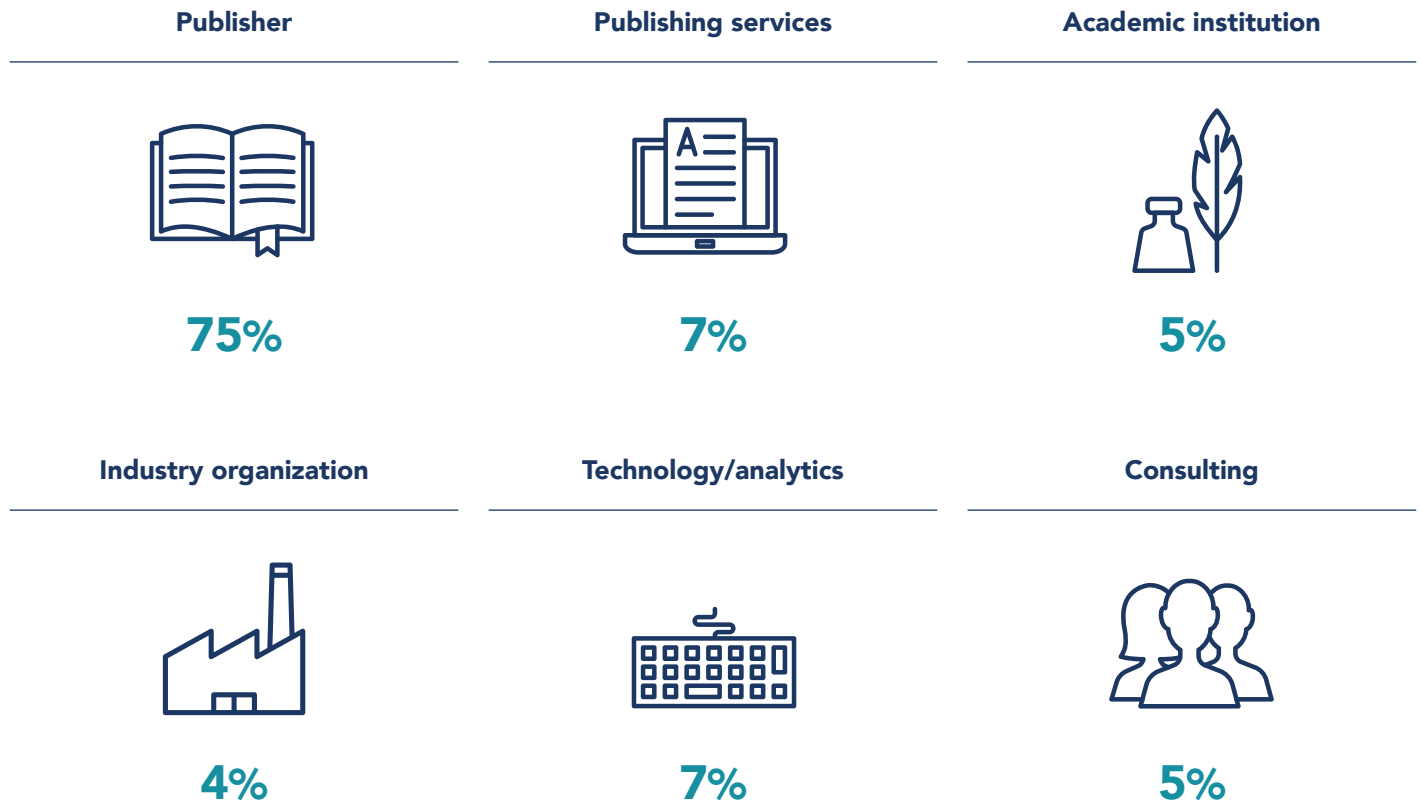 Publisher
Publishing services
Academic institution
A
75%
7%
5%
Industry organization
Technology/analytics
Consulting
4%
7%
5%